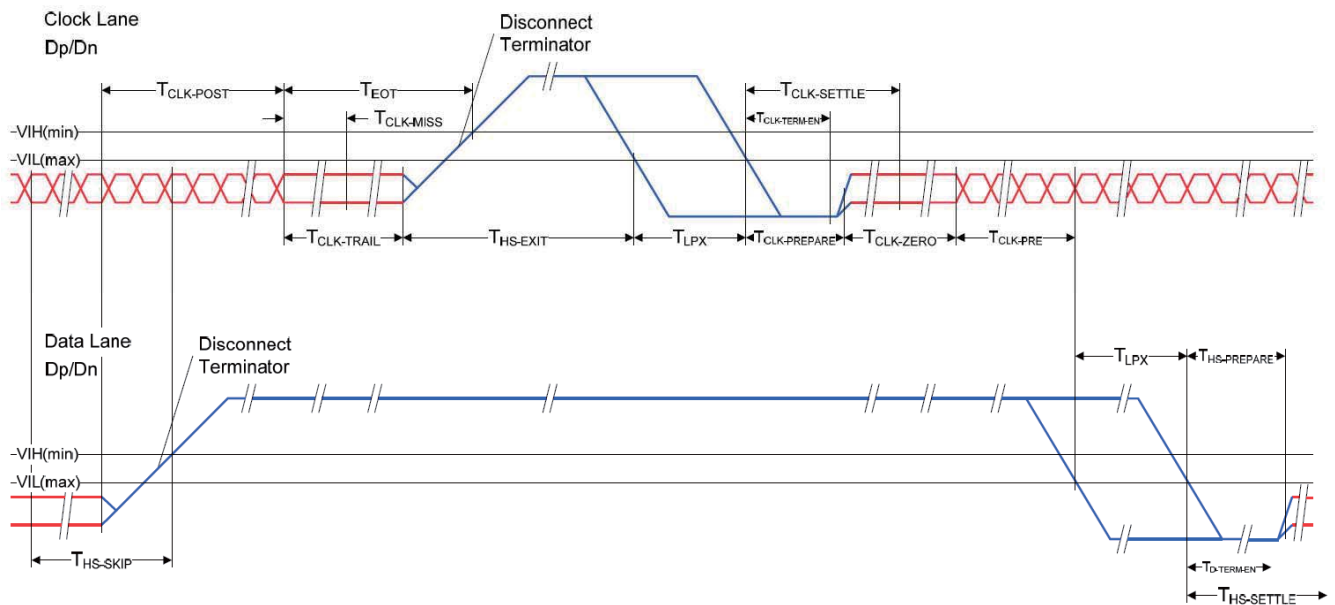 Clock Lane
Dp/Dn
Disconnect
Terminator
TCLK-POST
TEOT
TCLK-SETTLE
TCLK-MISS
TCLK-TERM-EN
VIH(min)
VIL(max)
TCLK-TRAIL
THS-EXIT
TLPX
TCLK-PREPARE
TCLK-ZERO
TCLK-PRE
Data Lane
Dp/Dn
Disconnect
Terminator
TLPX
THS-PREPARE
VIH(min)
VIL(max)
THS-SKIP
TD-TERM-EN
THS-SETTLE